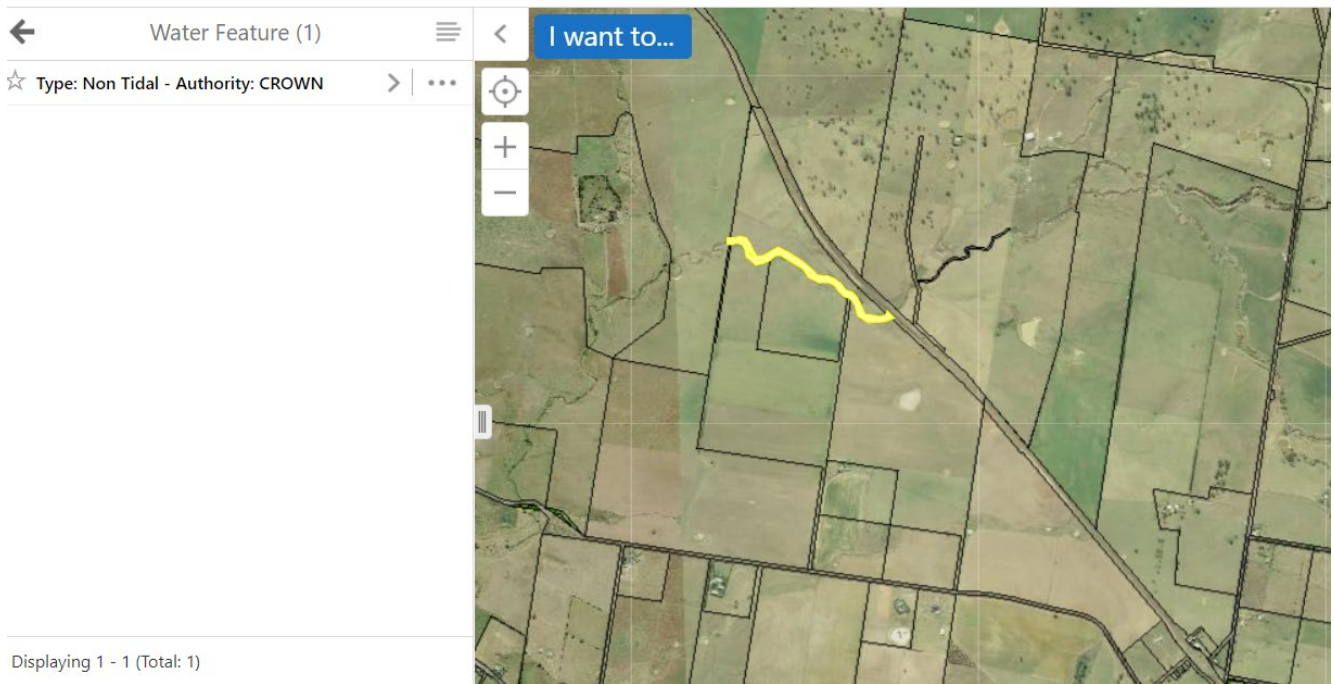 Water Feature (1)
I want to...
Type: Non Tidal - Authority: CROWN
Displaying 1 - 1 (Total: 1)